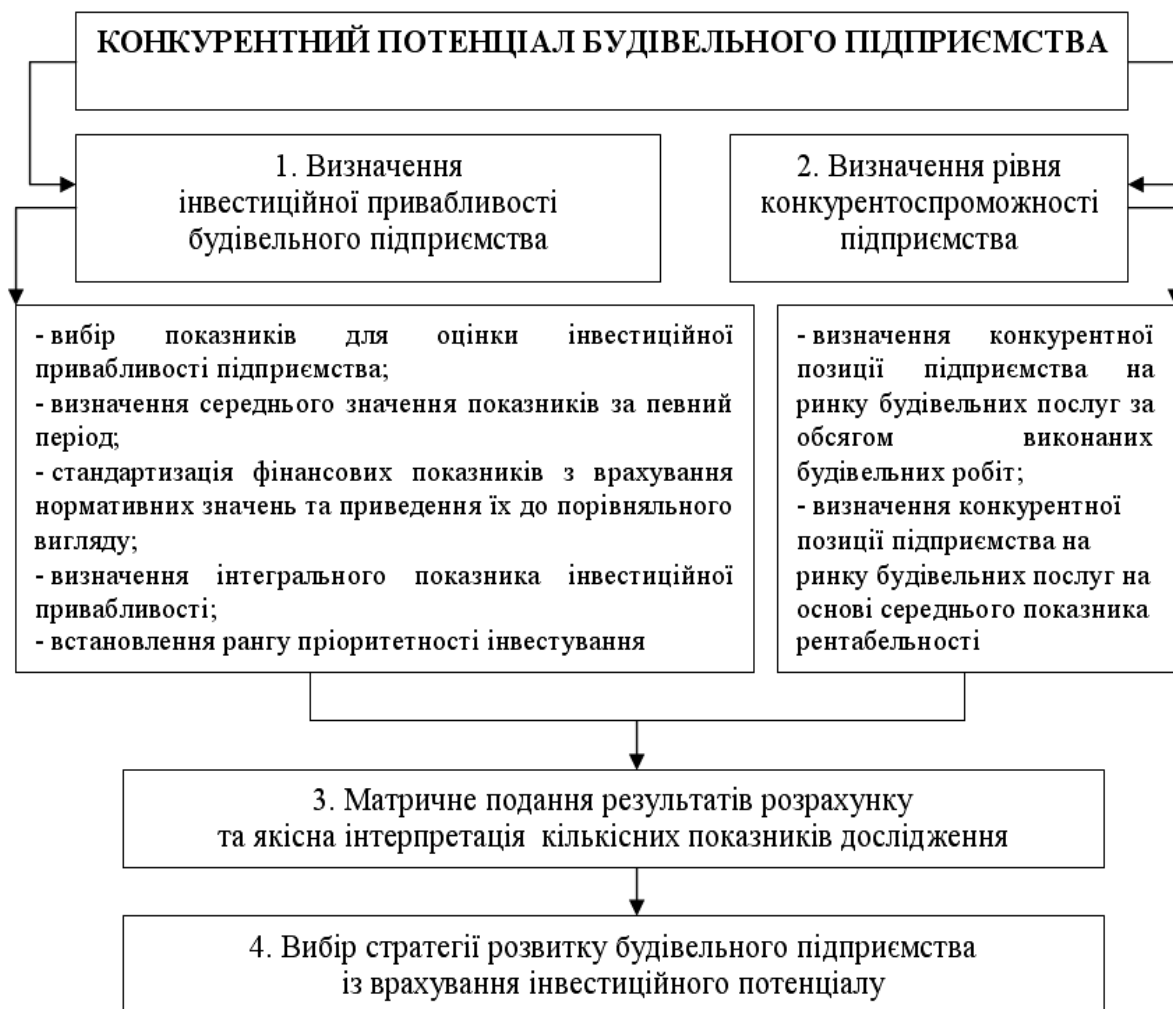 КОНКУРЕНТНИЙ ПОТЕНЦІАЛ БУДІВЕЛЬНОГО ПІДПРИЄМСТВА
1. Визначення
інвестиційної привабливості
будівельного підприємства
2. Визначення рівня
конкурентоспроможності
підприємства
- вибір показників для оцінки інвестиційної
привабливості підприємства;
- визначення середнього значення показників за певний
період;
- стандартизація фінансових показників з врахування
нормативних значень та приведення їх до порівняльного
вигляду;
- визначення інтегрального показника інвестиційної
привабливості;
- встановлення рангу пріоритетності інвестування
- визначення конкурентної
позиції підприємства на
ринку будівельних послуг за
обсягом виконаних
будівельних робіт;
- визначення конкурентної
позиції підприємства на
ринку будівельних послуг на
основі середнього показника
рентабельності
3. Матричне подання результатів розрахунку
та якісна інтерпретація кількісних показників дослідження
4. Вибір стратегії розвитку будівельного підприємства
із врахування інвестиційного потенціалу